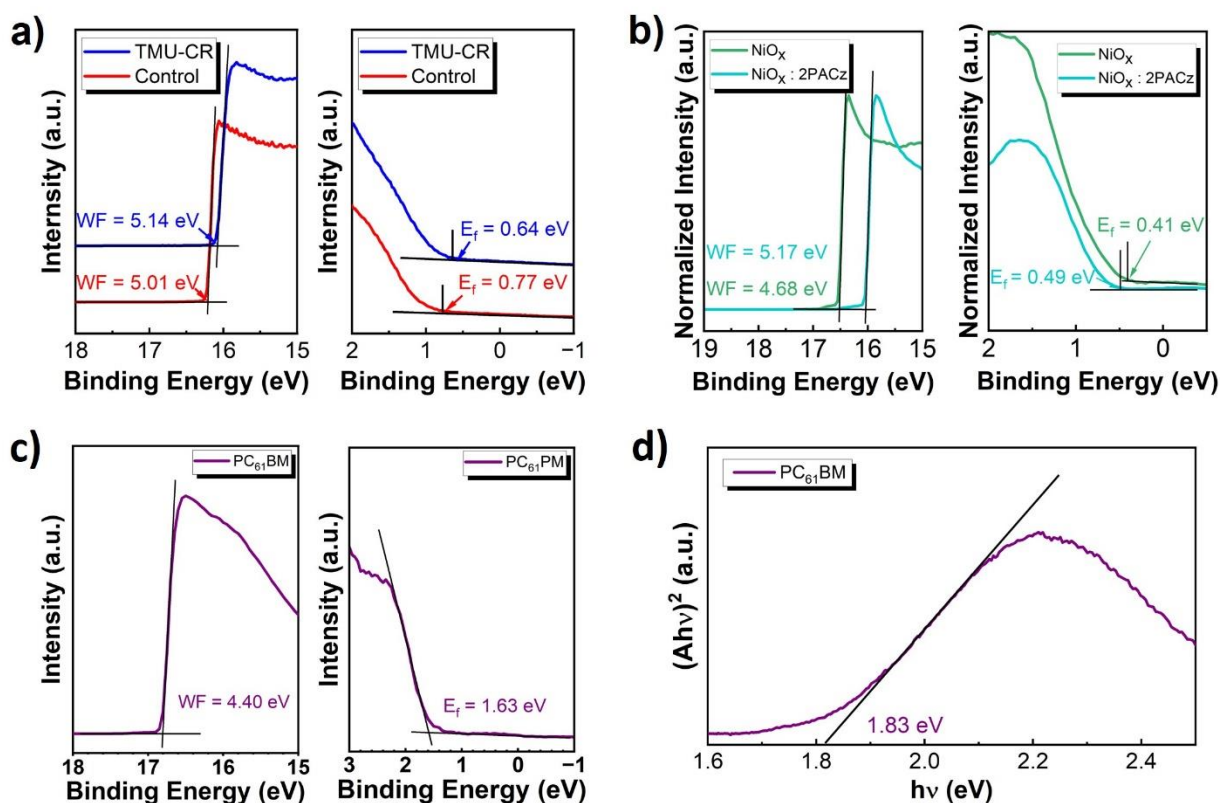 a)
TMU-CR
Control
Internsity (a.u.)
WF = 5.14 eV
WF = 5.01 eV
18 17 16 15
Binding Energy (eV)
TMU-CR
Control
E_f = 0.64 eV
E_f = 0.77 eV
2 1 0 −1
Binding Energy (eV)
b)
NiO_x
NiO_x : 2PACz
Normalized Intensity (a.u.)
WF = 5.17 eV
WF = 4.68 eV
19 18 17 16 15
Binding Energy (eV)
NiO_x
NiO_x : 2PACz
Normalized Intensity (a.u.)
E_f = 0.41 eV
E_f = 0.49 eV
2 1 0
Binding Energy (eV)
c)
PC₆₁BM
Intensity (a.u.)
WF = 4.40 eV
18 17 16 15
Binding Energy (eV)
PC₆₁PM
Intensity (a.u.)
E_f = 1.63 eV
3 2 1 0 −1
Binding Energy (eV)
d)
PC₆₁BM
(Ahν)² (a.u.)
1.83 eV
1.6 1.8 2.0 2.2 2.4
hν (eV)